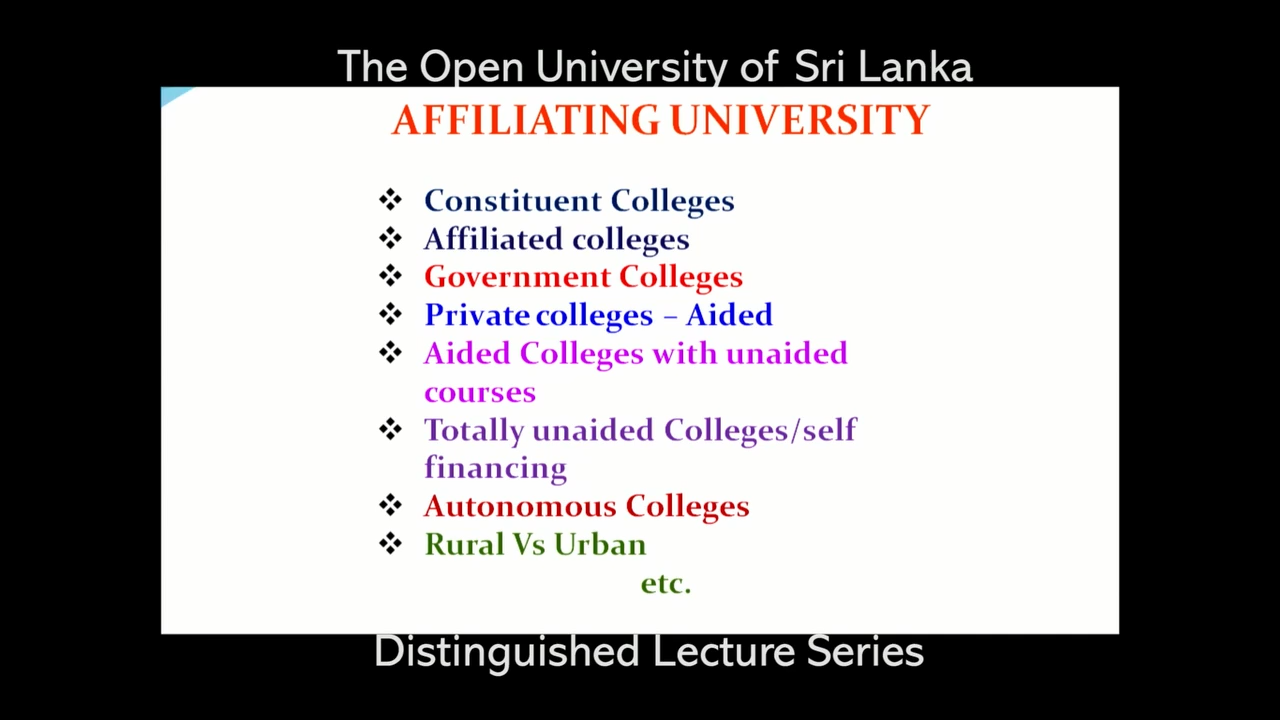 The Open University of Sri Lanka
AFFILIATING UNIVERSITY
❖ Constituent Colleges
❖ Affiliated colleges
❖ Government Colleges
❖ Private colleges – Aided
❖ Aided Colleges with unaided
courses
❖ Totally unaided Colleges/self
financing
❖ Autonomous Colleges
❖ Rural Vs Urban
etc.
Distinguished Lecture Series